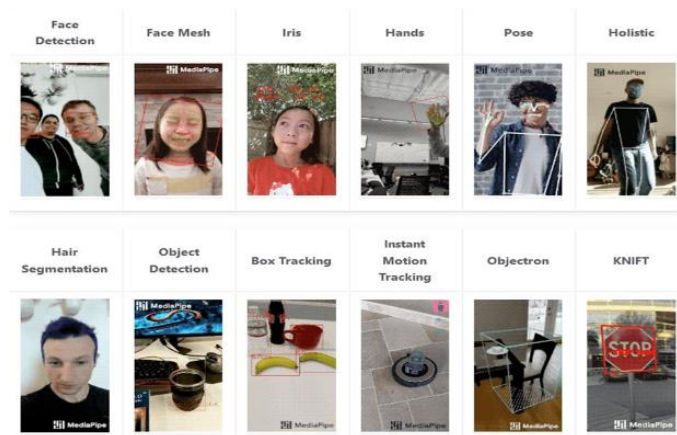 Face
Detection
Face Mesh
Iris
Hands
Pose
Holistic
MediaPipe
MediaPipe
MediaPipe
MediaPipe
MediaPipe
MediaPipe
Hair
Segmentation
Object
Detection
Box Tracking
Instant
Motion
Tracking
Objectron
KNIFT
MediaPipe
STOP
MediaPipe
MediaPipe
MediaPipe
MediaPipe
MediaPipe